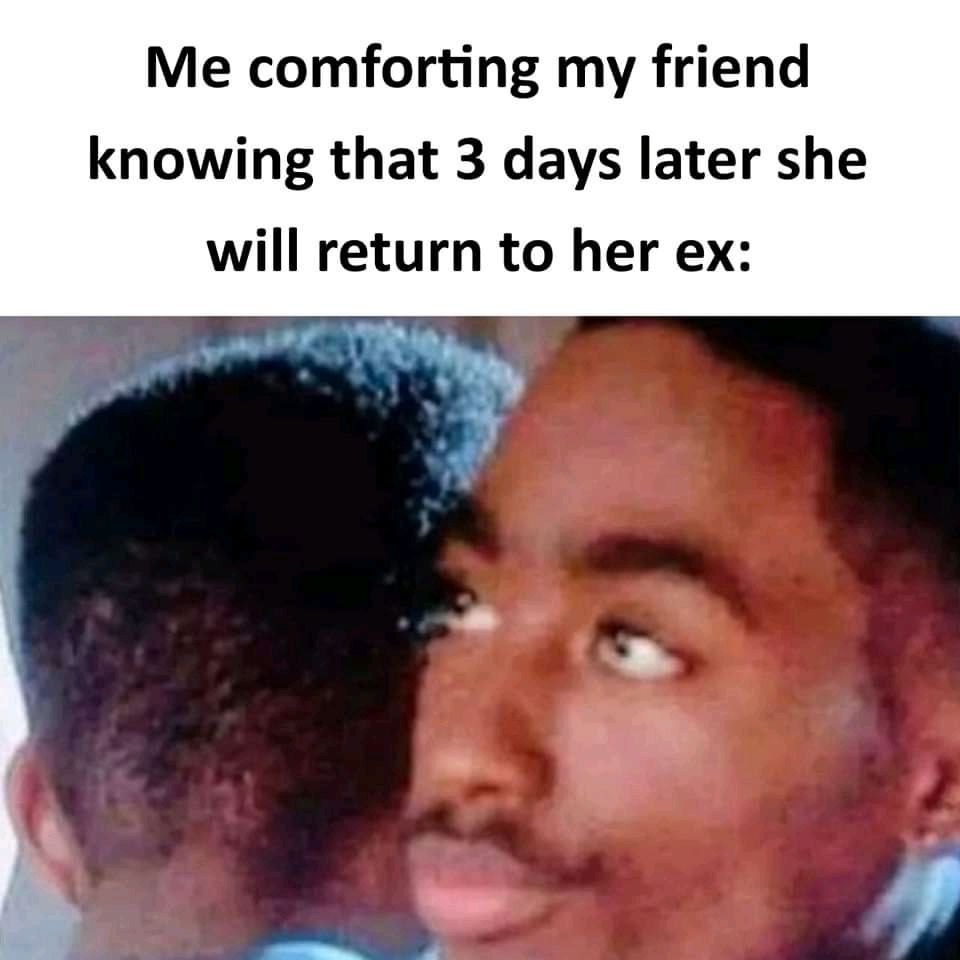 Me comforting my friend
knowing that 3 days later she
will return to her ex: